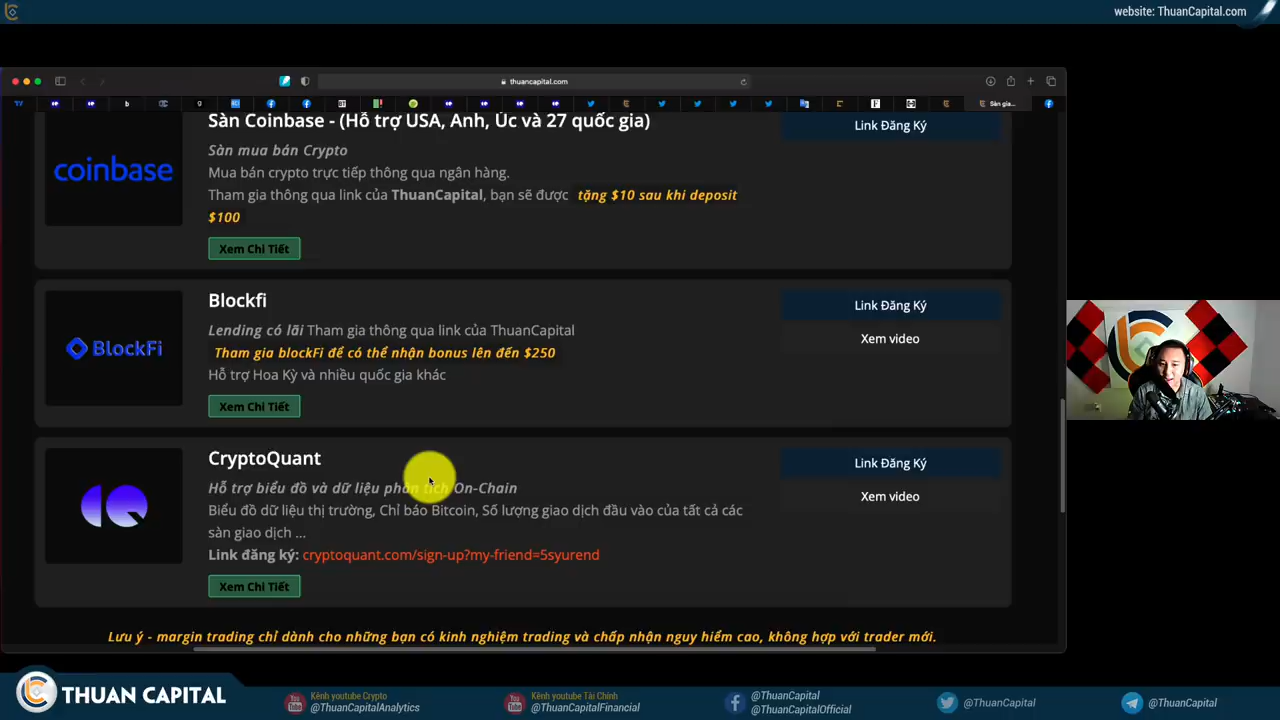 website: ThuanCapital.com
thuancapital.com
Sàn gia...
Sàn Coinbase - (Hỗ trợ USA, Anh, Úc và 27 quốc gia)
Link Đăng Ký
coinbase
Sàn mua bán Crypto
Mua bán crypto trực tiếp thông qua ngân hàng.
Tham gia thông qua link của ThuanCapital, bạn sẽ được tặng $10 sau khi deposit
$100
Xem Chi Tiết
Blockfi
Link Đăng Ký
BlockFi
Lending có lãi Tham gia thông qua link của ThuanCapital
Xem video
Tham gia blockFi để có thể nhận bonus lên đến $250
Hỗ trợ Hoa Kỳ và nhiều quốc gia khác
Xem Chi Tiết
CryptoQuant
Link Đăng Ký
Hỗ trợ biểu đồ và dữ liệu phân tích On-Chain
Xem video
Biểu đồ dữ liệu thị trường, Chỉ báo Bitcoin, Số lượng giao dịch đầu vào của tất cả các
sàn giao dịch ...
Link đăng ký: cryptoquant.com/sign-up?my-friend=5syurend
Xem Chi Tiết
Lưu ý - margin trading chỉ dành cho những bạn có kinh nghiệm trading và chấp nhận nguy hiểm cao, không hợp với trader mới.
THUAN CAPITAL
Kênh youtube Crypto
@ThuanCapitalAnalytics
Kênh youtube Tài Chính
@ThuanCapitalFinancial
@ThuanCapital
@ThuanCapitalOfficial
@ThuanCapital
@ThuanCapital